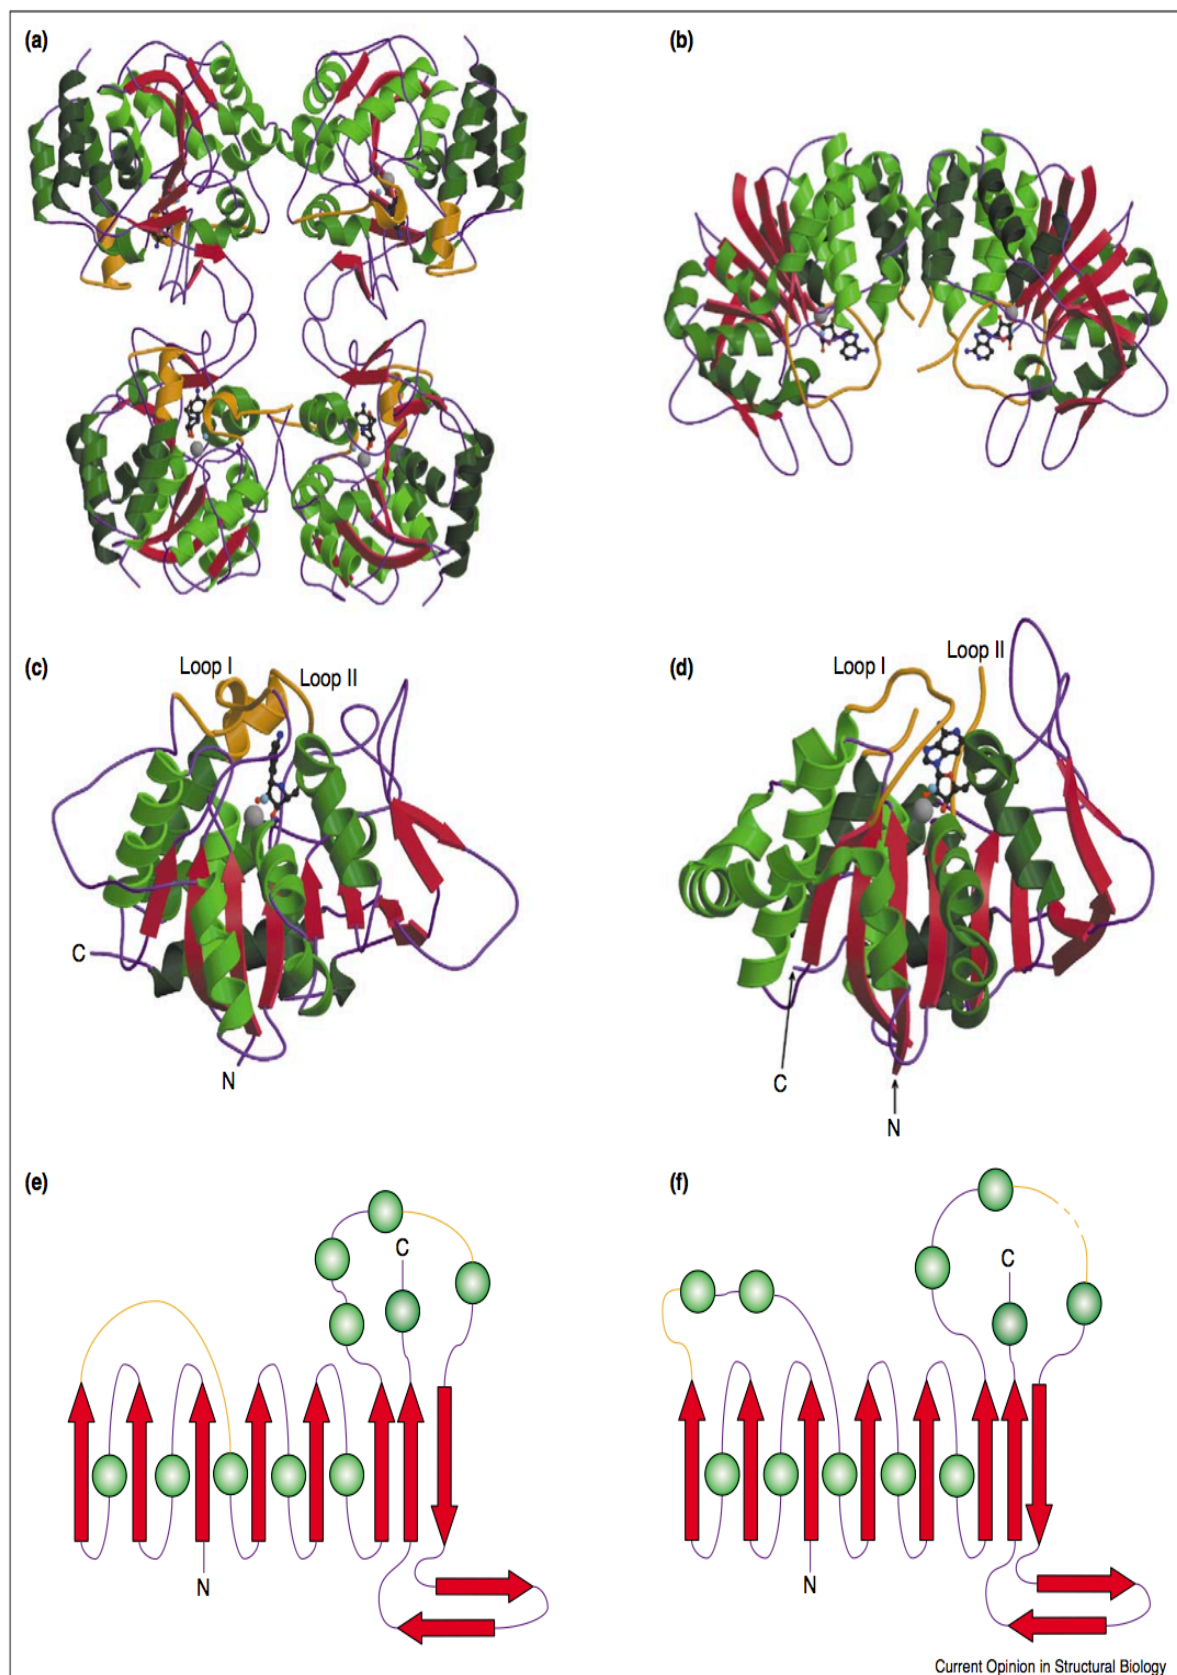 (a)
(b)
(c)
Loop I
Loop II
C
N
(d)
Loop I
Loop II
C
N
(e)
C
N
(f)
C
N
Current Opinion in Structural Biology